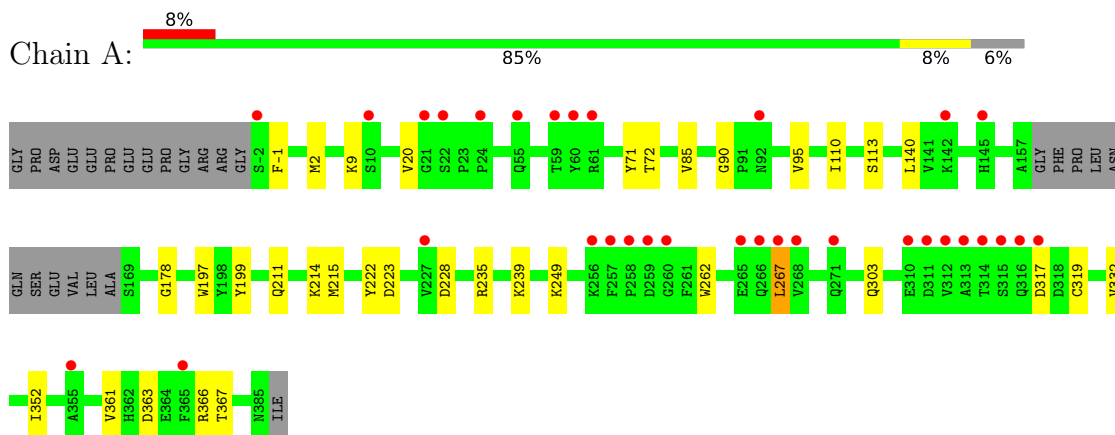 8%
Chain A:
85% 8% 6%
GLY PRO ASP GLU GLU PRO GLU GLU PRO GLY ARG ARG GLY S-2 F-1 M2 K9 S10 V20 G21 S22 P23 P24 Q55 T59 Y60 R61 Y71 T72 V85 G90 P91 N92 V95 I110 S113 L140 V141 K142 H145 A157 GLY PHE PRO LEU ASN
GLN SER GLU VAL LEU ALA S169 G178 W197 Y198 Y199 Q211 K214 M215 Y222 D223 V227 D228 R235 K239 K249 K256 F257 P258 D259 G260 F261 W262 E265 Q266 L267 V268 Q271 Q303 E310 D311 V312 A313 T314 S315 Q316 D317 D318 C319 V332
I352 A355 V361 H362 D363 E364 F365 R366 T367 N385 ILE